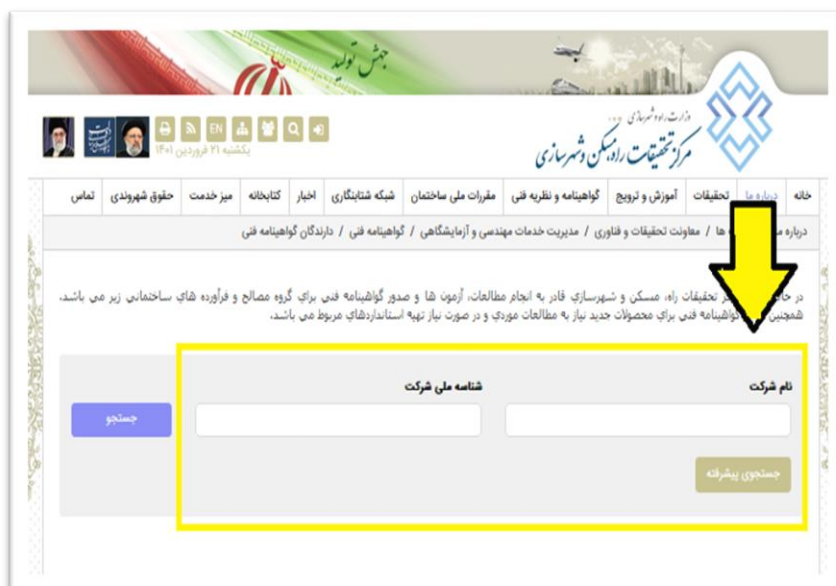 جهش تولید
وزارت راه و شهرسازی
مرکز تحقیقات راه، مسکن و شهرسازی
EN
یکشنبه ۲۱ فروردین ۱۴۰۱
خانه درباره ما تحقیقات آموزش و ترویج گواهینامه و نظریه فنی مقررات ملی ساختمان شبکه شتابنگاری اخبار کتابخانه میز خدمت حقوق شهروندی تماس
درباره ها / معاونت تحقیقات و فناوری / مدیریت خدمات مهندسی و آزمایشگاهی / گواهینامه فنی / دارندگان گواهینامه فنی
در تحقیقات راه، مسکن و شهرسازی قادر به انجام مطالعات، آزمون ها و صدور گواهینامه فنی برای گروه مصالح و فرآورده های ساختمانی زیر می باشد،
همچنین گواهینامه فنی برای محصولات جدید نیاز به مطالعات موردی و در صورت نیاز تهیه استانداردهای مربوط می باشد.
نام شرکت شناسه ملی شرکت
جستجو
جستجوی پیشرفته